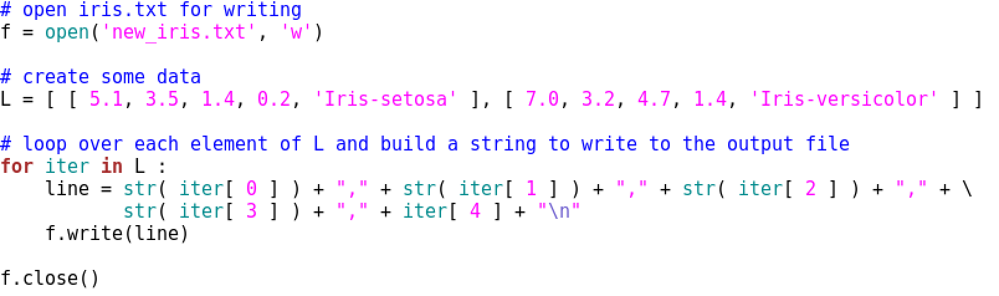 # open iris.txt for writing
f = open('new_iris.txt', 'w')
# create some data
L = [ [ 5.1, 3.5, 1.4, 0.2, 'Iris-setosa' ], [ 7.0, 3.2, 4.7, 1.4, 'Iris-versicolor' ] ]
# loop over each element of L and build a string to write to the output file
for iter in L :
    line = str( iter[ 0 ] ) + "," + str( iter[ 1 ] ) + "," + str( iter[ 2 ] ) + "," + \
           str( iter[ 3 ] ) + "," + iter[ 4 ] + "\n"
    f.write(line)
f.close()